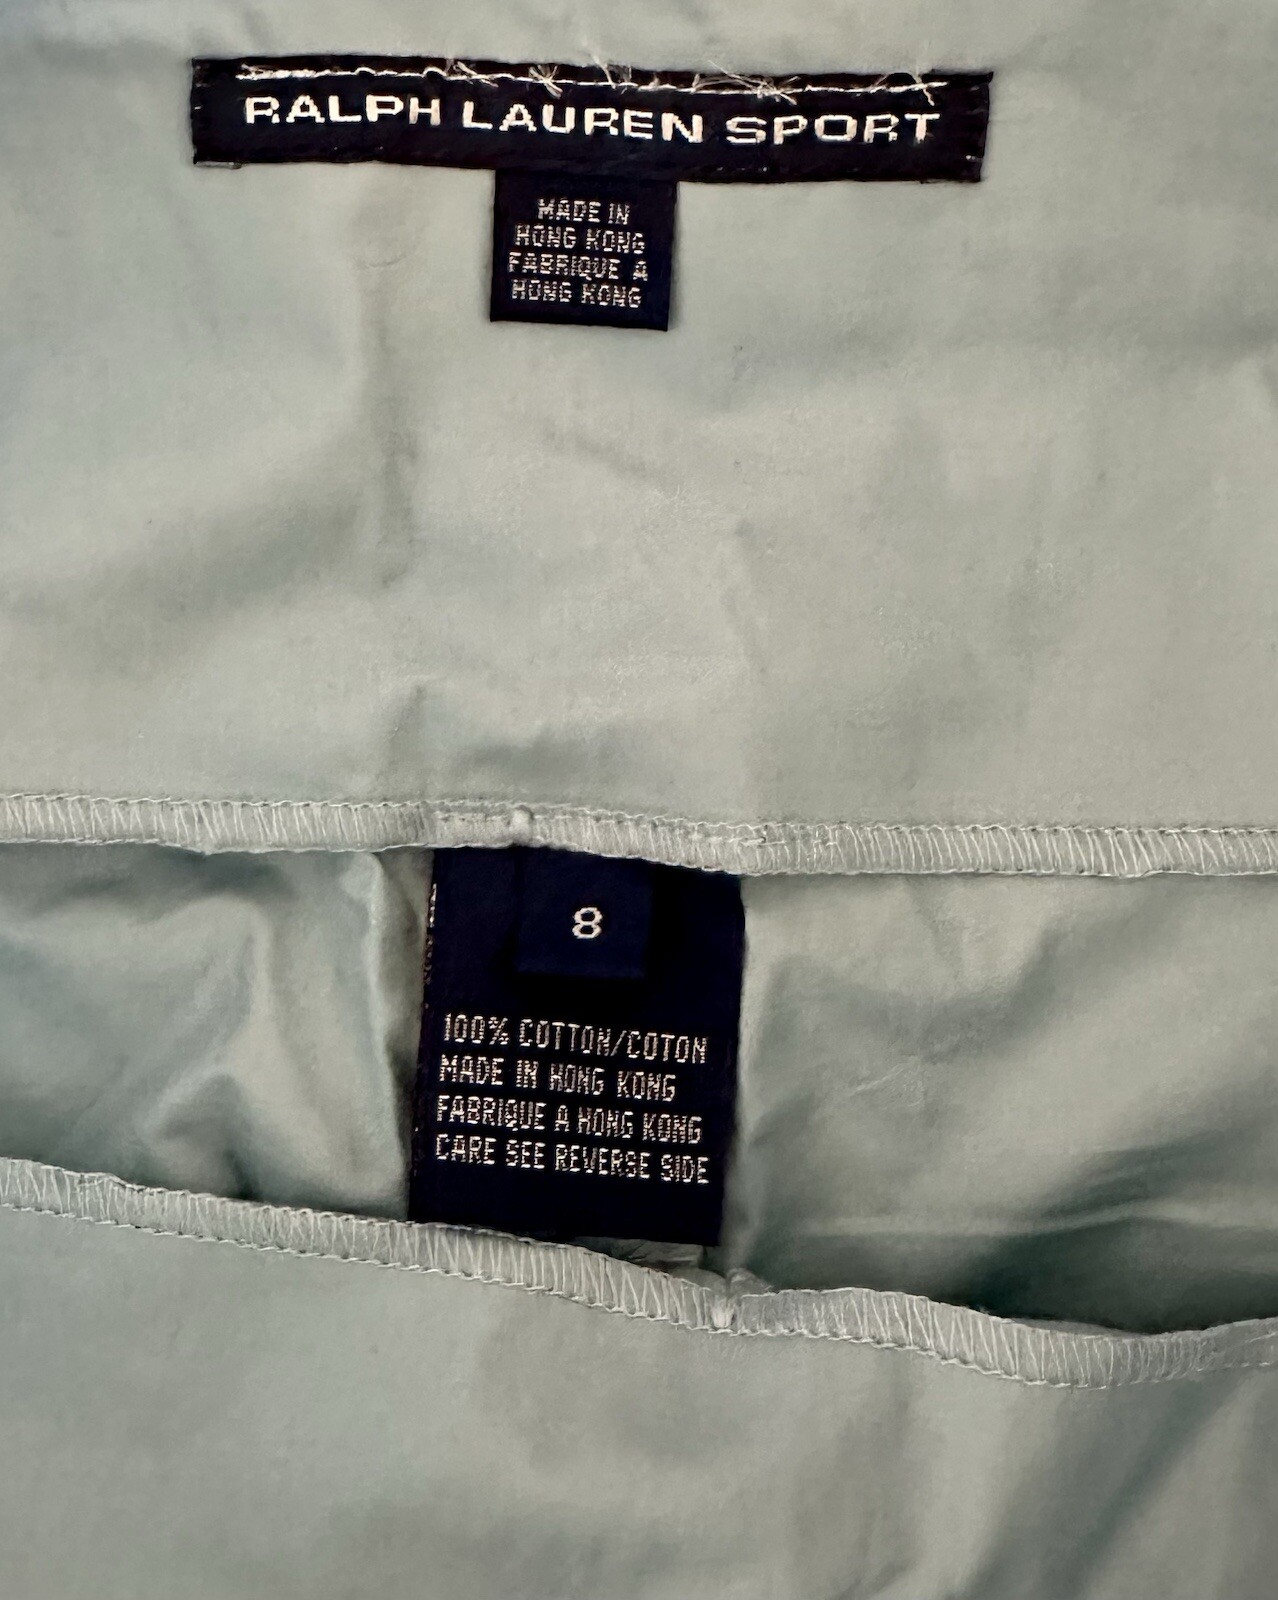 RALPH LAUREN SPORT
MADE IN
HONG KONG
FABRIQUE A
HONG KONG
8
100% COTTON/COTON
MADE IN HONG KONG
FABRIQUE A HONG KONG
CARE SEE REVERSE SIDE